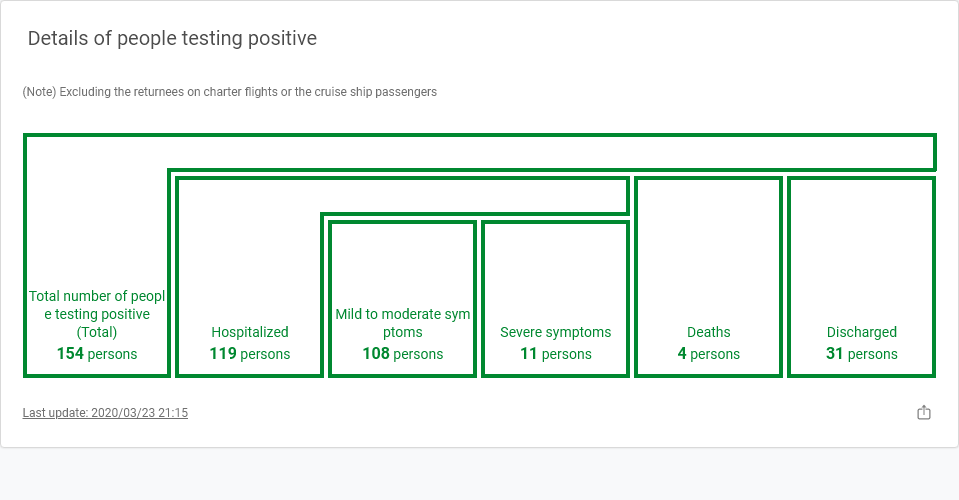 Details of people testing positive
(Note) Excluding the returnees on charter flights or the cruise ship passengers
Total number of peopl
e testing positive
(Total)
154 persons
Hospitalized
119 persons
Mild to moderate sym
ptoms
108 persons
Severe symptoms
11 persons
Deaths
4 persons
Discharged
31 persons
Last update: 2020/03/23 21:15